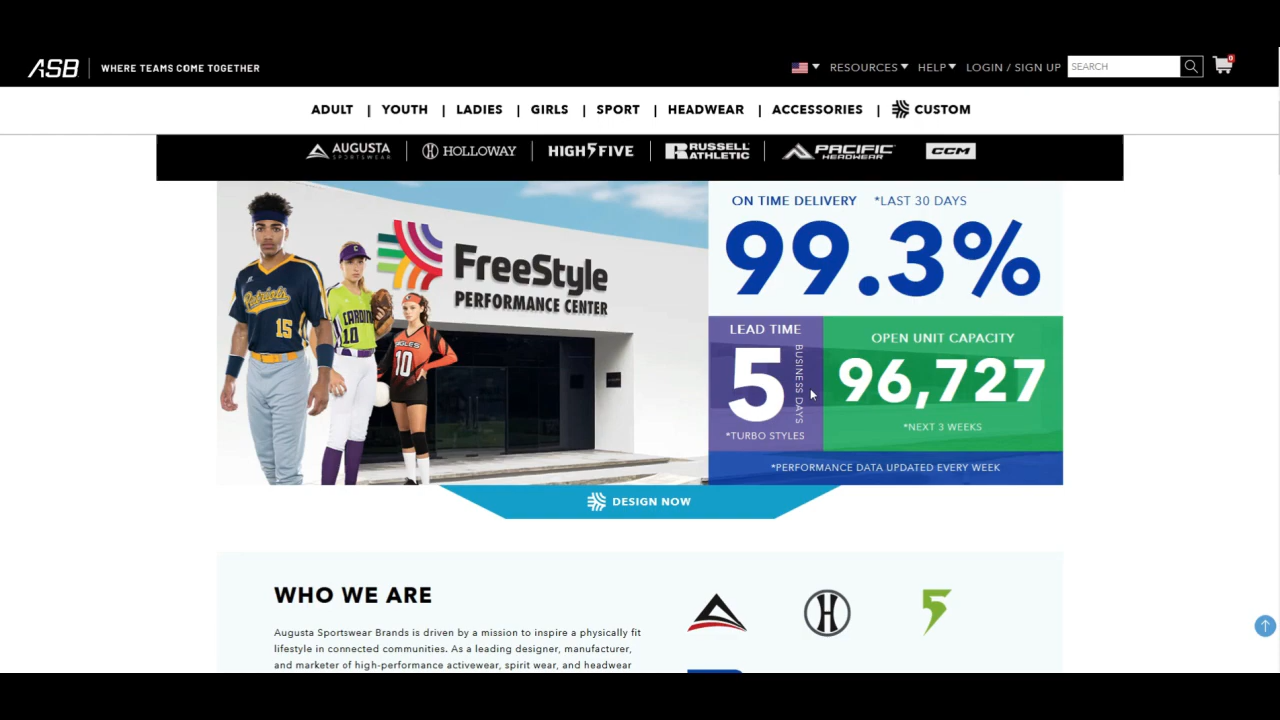 ASB WHERE TEAMS COME TOGETHER
RESOURCES HELP LOGIN / SIGN UP SEARCH 0
ADULT | YOUTH | LADIES | GIRLS | SPORT | HEADWEAR | ACCESSORIES | CUSTOM
AUGUSTA SPORTSWEAR HOLLOWAY HIGH FIVE RUSSELL ATHLETIC PACIFIC HEADWEAR CCM
FreeStyle
PERFORMANCE CENTER
Patriots
15
C
CARDIN
10
EAGLES
10
ON TIME DELIVERY *LAST 30 DAYS
99.3%
LEAD TIME
5
BUSINESS DAYS
*TURBO STYLES
OPEN UNIT CAPACITY
96,727
*NEXT 3 WEEKS
*PERFORMANCE DATA UPDATED EVERY WEEK
DESIGN NOW
WHO WE ARE
Augusta Sportswear Brands is driven by a mission to inspire a physically fit
lifestyle in connected communities. As a leading designer, manufacturer,
and marketer of high-performance activewear, spirit wear, and headwear
H
5